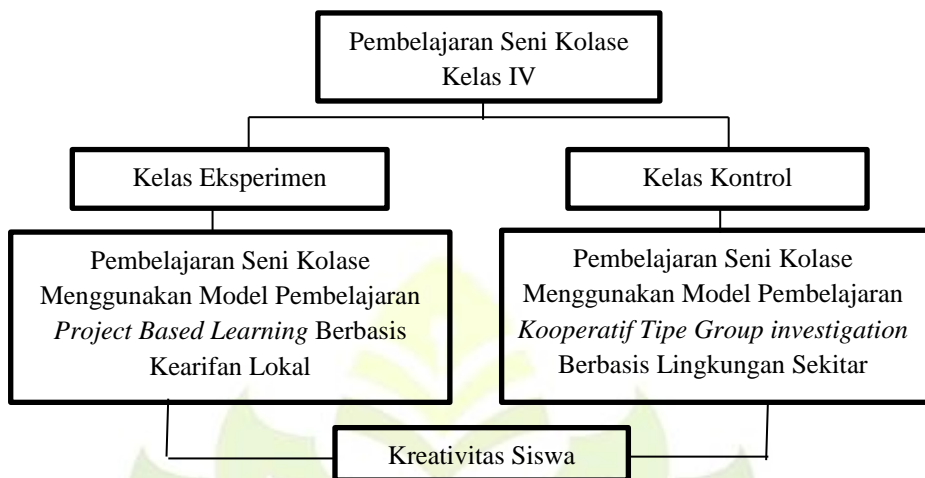 Pembelajaran Seni Kolase
Kelas IV
Kelas Eksperimen
Kelas Kontrol
Pembelajaran Seni Kolase
Menggunakan Model Pembelajaran
Project Based Learning Berbasis
Kearifan Lokal
Pembelajaran Seni Kolase
Menggunakan Model Pembelajaran
Kooperatif Tipe Group investigation
Berbasis Lingkungan Sekitar
Kreativitas Siswa